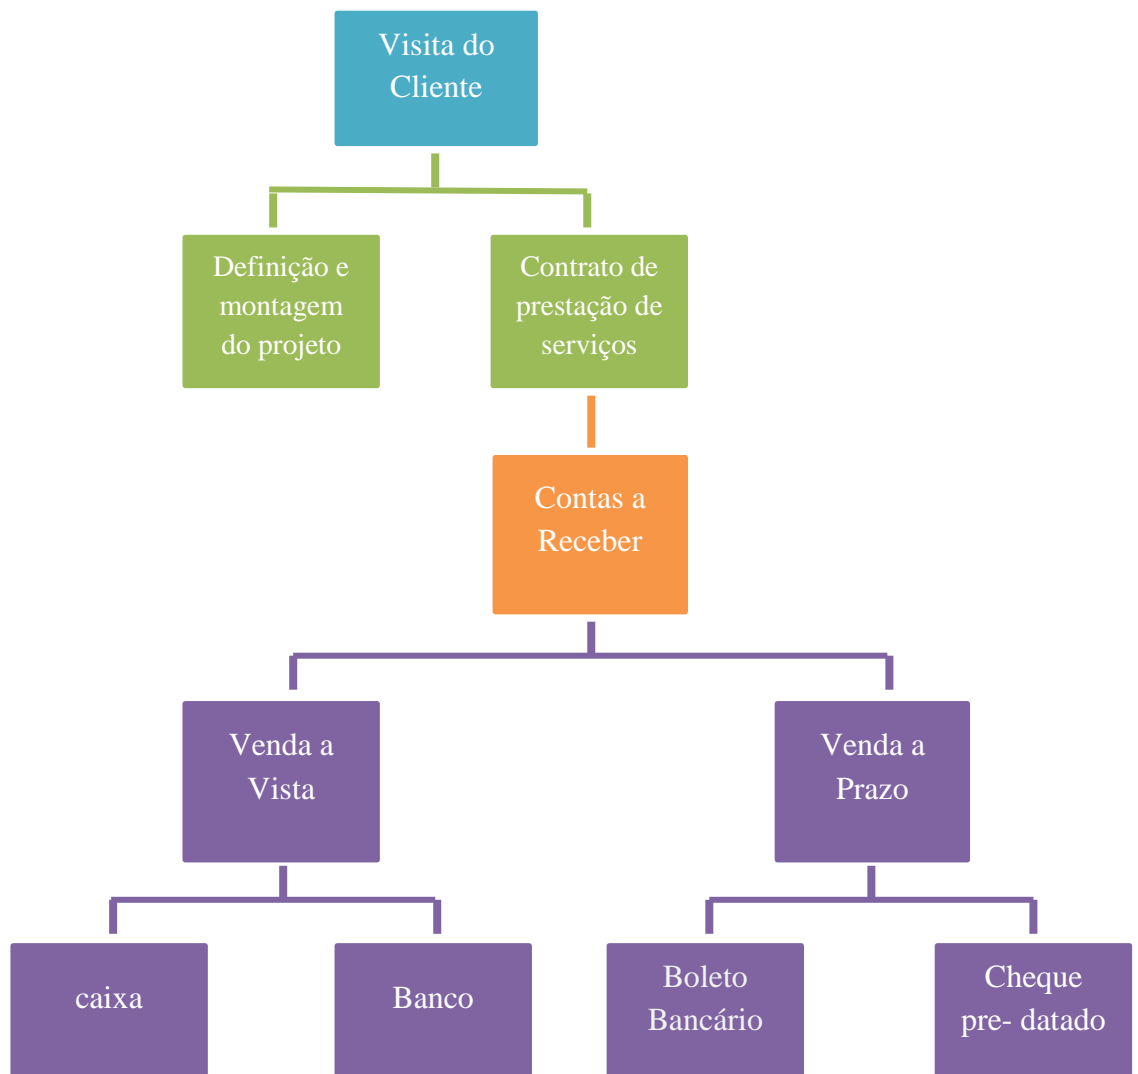 Visita do
Cliente
Definição e
montagem
do projeto
Contrato de
prestação de
serviços
Contas a
Receber
Venda a
Vista
Venda a
Prazo
caixa
Banco
Boleto
Bancário
Cheque
pre- datado